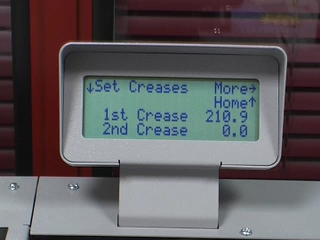 ↓Set Creases More→
Home↑
1st Crease 210.9
2nd Crease 0.0